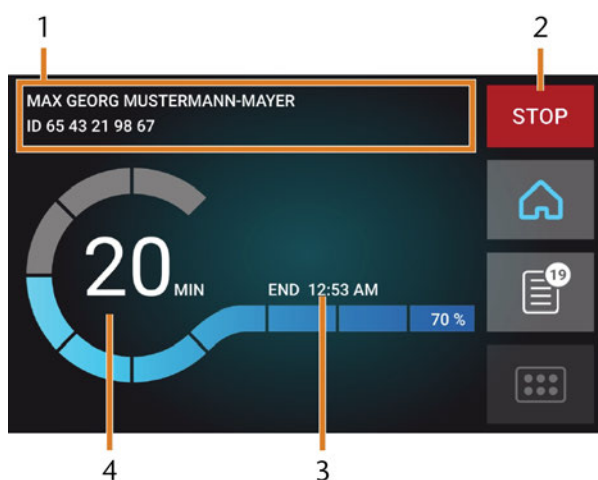 1
2
MAX GEORG MUSTERMANN-MAYER
ID 65 43 21 98 67
STOP
19
20 MIN
END 12:53 AM
70 %
4
3